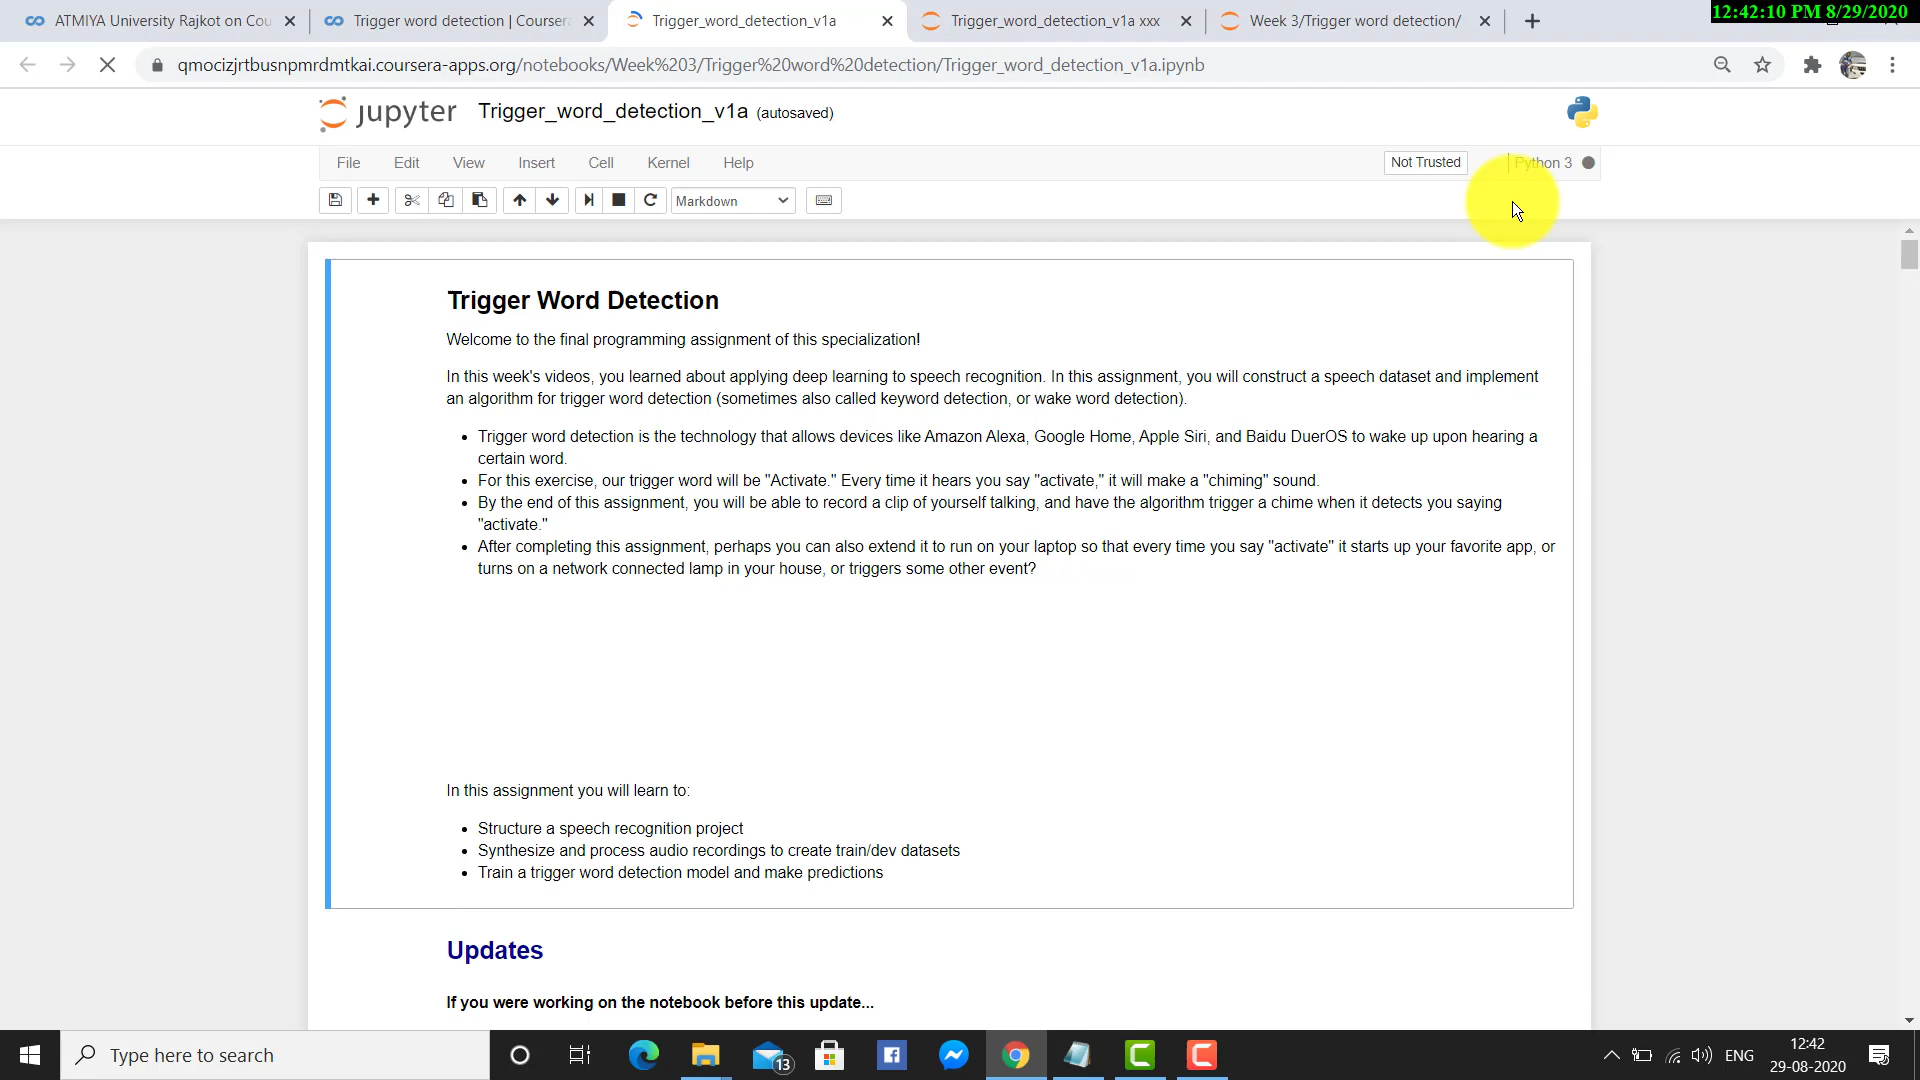 ATMIYA University Rajkot on Cou
Trigger word detection | Coursera
Trigger_word_detection_v1a
Trigger_word_detection_v1a xxx
Week 3/Trigger word detection/
12:42:10 PM 8/29/2020
qmocizjrtbusnpmrdmtkai.coursera-apps.org/notebooks/Week%203/Trigger%20word%20detection/Trigger_word_detection_v1a.ipynb
jupyter Trigger_word_detection_v1a (autosaved)
File Edit View Insert Cell Kernel Help Not Trusted Python 3
Markdown
Trigger Word Detection
Welcome to the final programming assignment of this specialization!
In this week's videos, you learned about applying deep learning to speech recognition. In this assignment, you will construct a speech dataset and implement
an algorithm for trigger word detection (sometimes also called keyword detection, or wake word detection).
• Trigger word detection is the technology that allows devices like Amazon Alexa, Google Home, Apple Siri, and Baidu DuerOS to wake up upon hearing a
certain word.
• For this exercise, our trigger word will be "Activate." Every time it hears you say "activate," it will make a "chiming" sound.
• By the end of this assignment, you will be able to record a clip of yourself talking, and have the algorithm trigger a chime when it detects you saying
"activate."
• After completing this assignment, perhaps you can also extend it to run on your laptop so that every time you say "activate" it starts up your favorite app, or
turns on a network connected lamp in your house, or triggers some other event?
In this assignment you will learn to:
• Structure a speech recognition project
• Synthesize and process audio recordings to create train/dev datasets
• Train a trigger word detection model and make predictions
Updates
If you were working on the notebook before this update...
Type here to search
13
ENG
12:42
29-08-2020